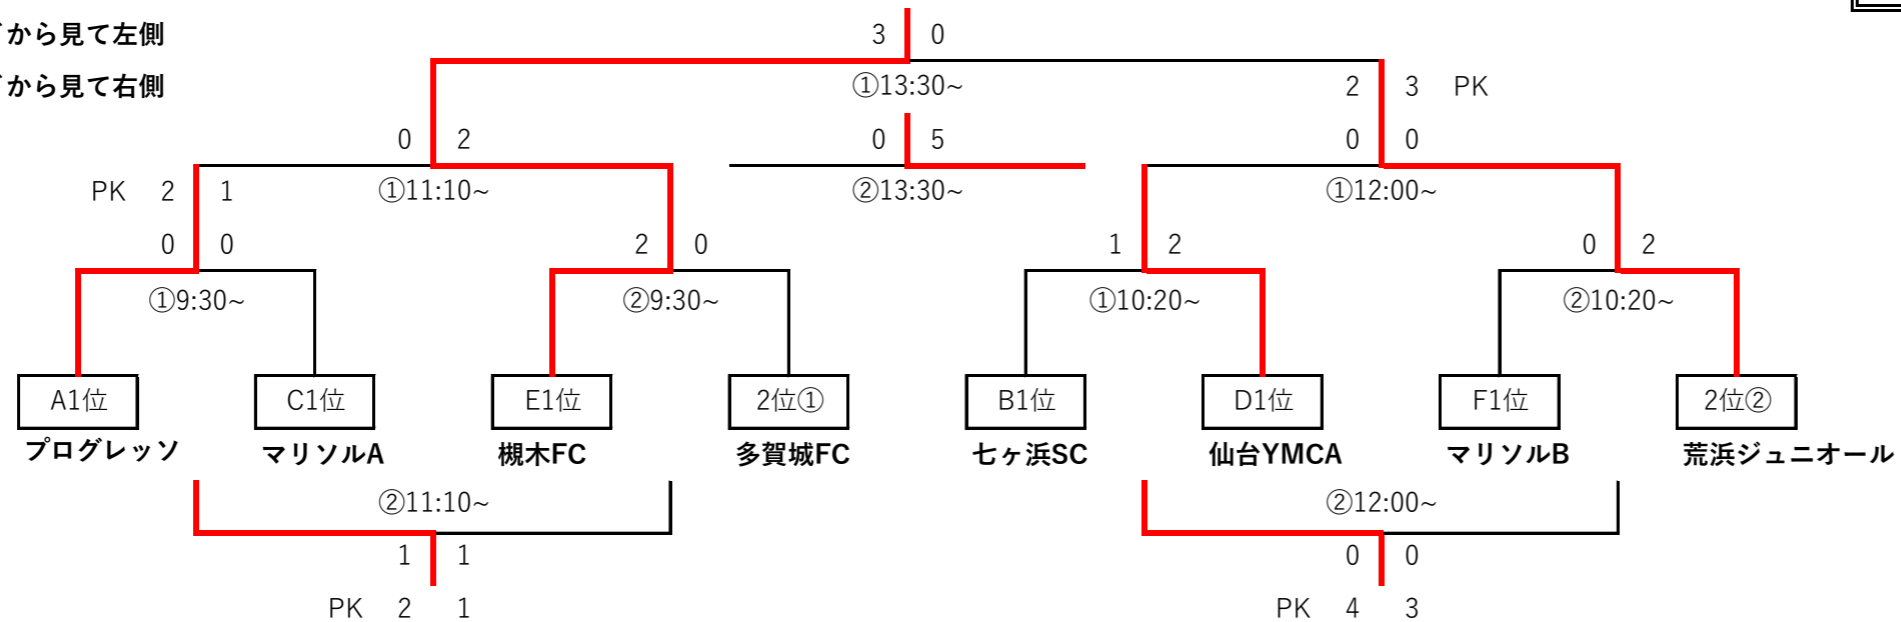 から見て左側
3 0
から見て右側
①13:30~
2 3 PK
0 2
0 5
0 0
PK 2 1
①11:10~
②13:30~
①12:00~
0 0
2 0
1 2
0 2
①9:30~
②9:30~
①10:20~
②10:20~
A1位
C1位
E1位
2位①
B1位
D1位
F1位
2位②
プログレッソ
マリソルA
槻木FC
多賀城FC
七ヶ浜SC
仙台YMCA
マリソルB
荒浜ジュニオール
②11:10~
②12:00~
1 1
0 0
PK 2 1
PK 4 3